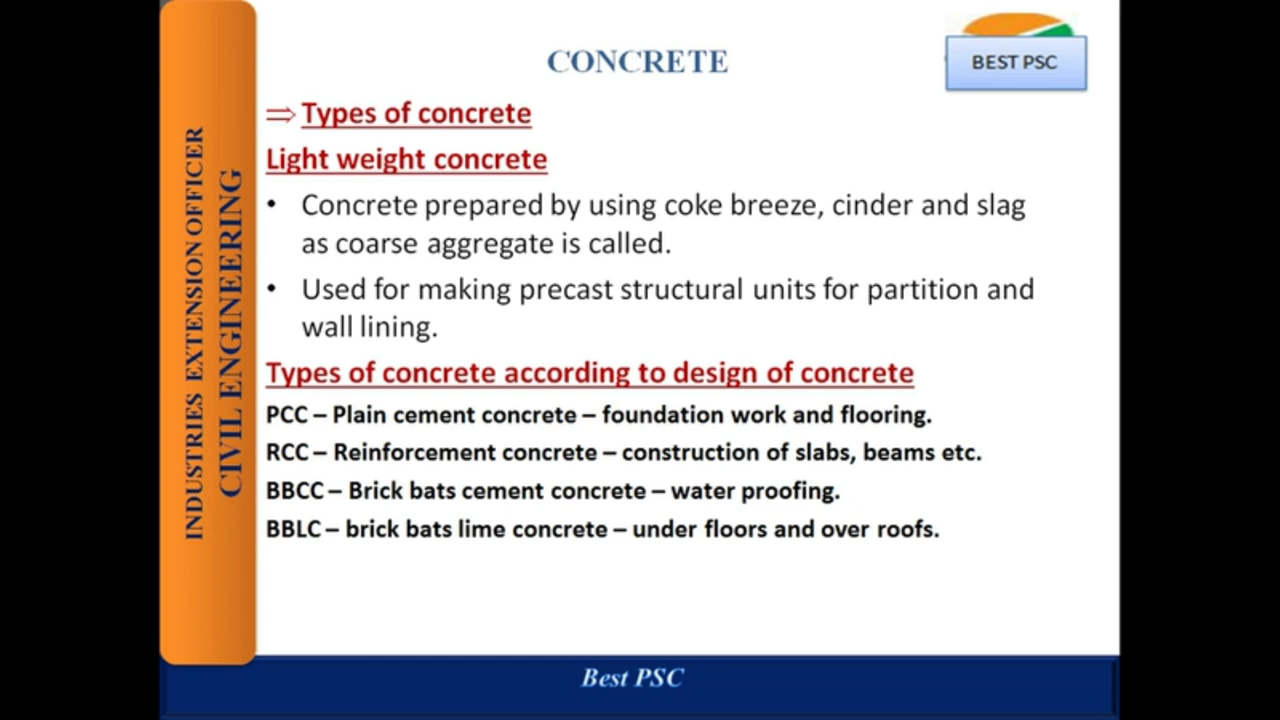 INDUSTRIES EXTENSION OFFICER
CIVIL ENGINEERING
CONCRETE
BEST PSC
⇒ Types of concrete
Light weight concrete
• Concrete prepared by using coke breeze, cinder and slag
as coarse aggregate is called.
• Used for making precast structural units for partition and
wall lining.
Types of concrete according to design of concrete
PCC – Plain cement concrete – foundation work and flooring.
RCC – Reinforcement concrete – construction of slabs, beams etc.
BBCC – Brick bats cement concrete – water proofing.
BBLC – brick bats lime concrete – under floors and over roofs.
Best PSC